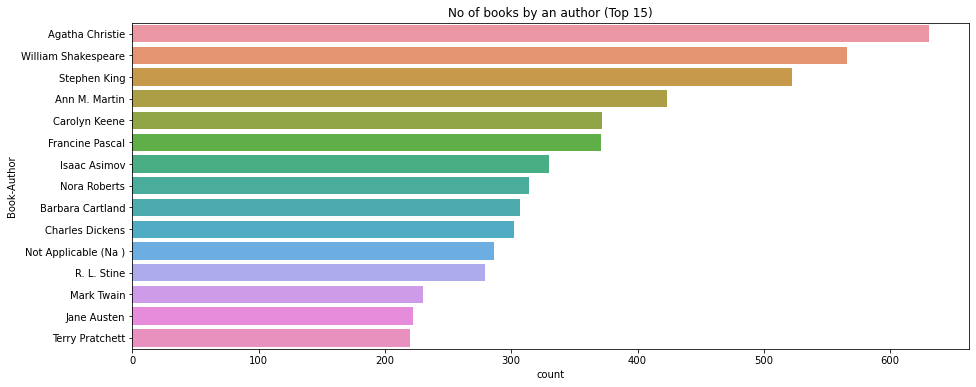 No of books by an author (Top 15)
Book-Author
Agatha Christie
William Shakespeare
Stephen King
Ann M. Martin
Carolyn Keene
Francine Pascal
Isaac Asimov
Nora Roberts
Barbara Cartland
Charles Dickens
Not Applicable (Na )
R. L. Stine
Mark Twain
Jane Austen
Terry Pratchett
0 100 200 300 400 500 600
count